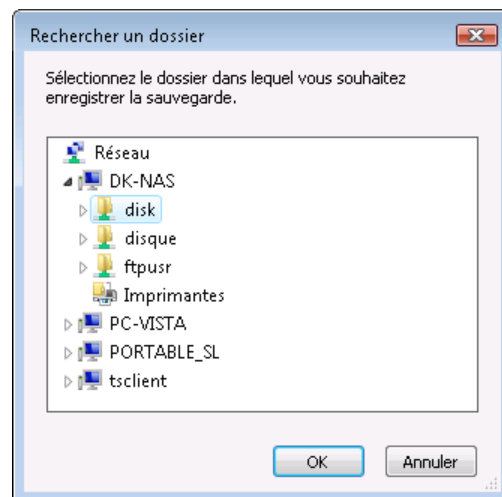 Rechercher un dossier
Sélectionnez le dossier dans lequel vous souhaitez
enregistrer la sauvegarde.
Réseau
DK-NAS
disk
disque
ftpusr
Imprimantes
PC-VISTA
PORTABLE_SL
tsclient
OK
Annuler